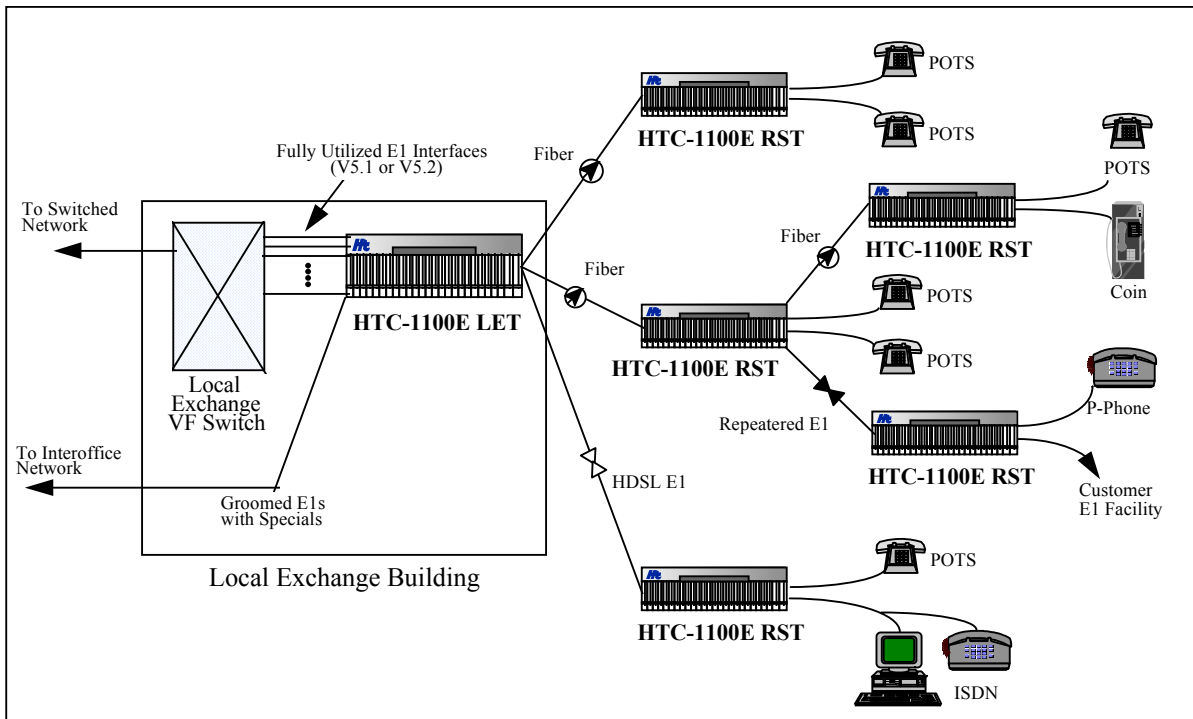 POTS
POTS
HTC-1100E RST
Fiber
Fully Utilized E1 Interfaces
(V5.1 or V5.2)
To Switched
Network
HTC-1100E LET
Local
Exchange
VF Switch
To Interoffice
Network
Groomed E1s
with Specials
Local Exchange Building
Fiber
HTC-1100E RST
POTS
POTS
Fiber
HTC-1100E RST
POTS
Coin
Repeatered E1
HTC-1100E RST
P-Phone
Customer
E1 Facility
HDSL E1
HTC-1100E RST
POTS
ISDN